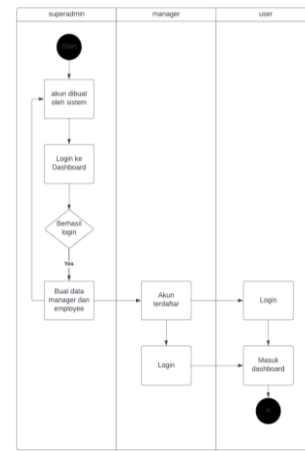 superadmin
manager
user
Start
akun dibuat
oleh sistem
Login ke
Dashboard
Berhasil
login
Yes
Buat data
manager dan
employee
Akun
terdaftar
Login
Login
Masuk
dashboard
A